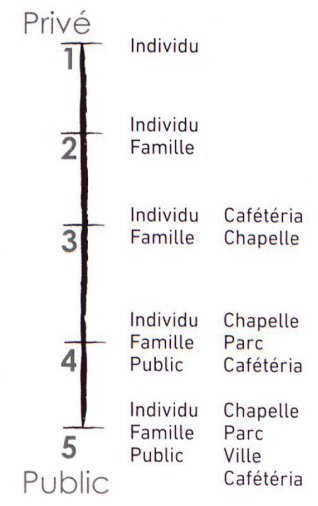 Privé
1 Individu
2 Individu
Famille
3 Individu Cafétéria
Famille Chapelle
4 Individu Chapelle
Famille Parc
Public Cafétéria
5 Individu Chapelle
Famille Parc
Public Ville
Cafétéria
Public